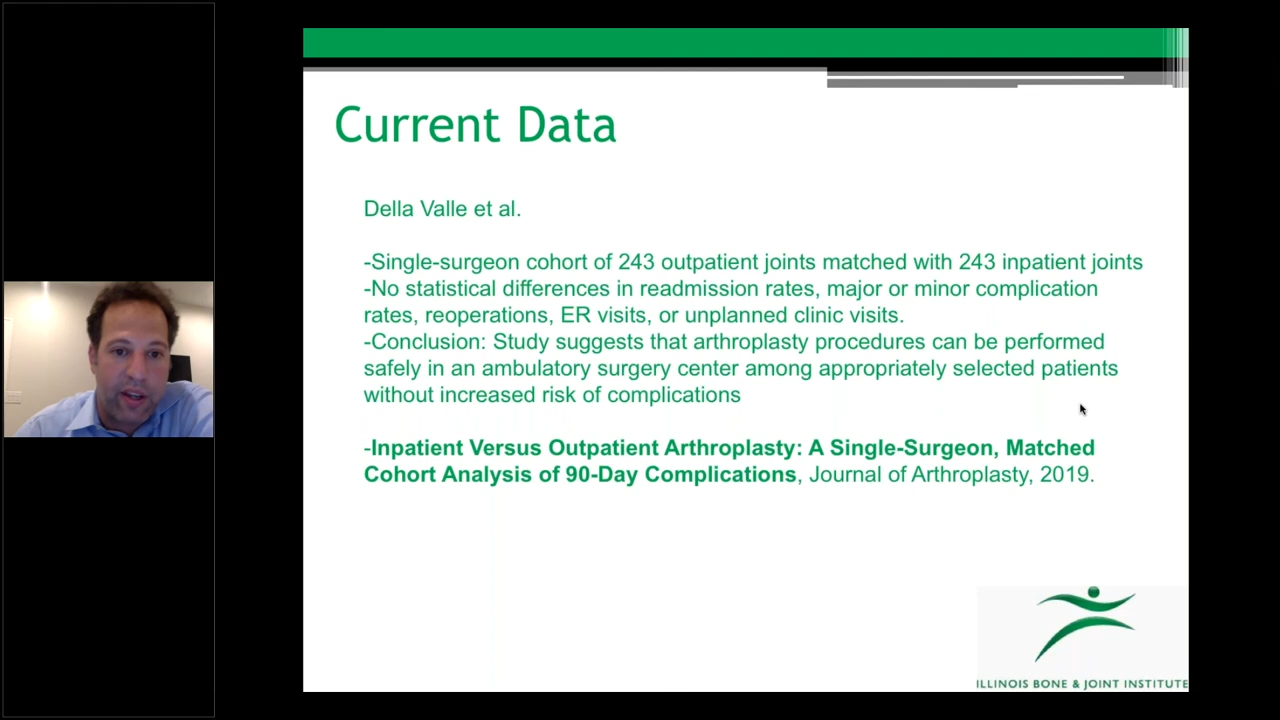 Current Data
Della Valle et al.
-Single-surgeon cohort of 243 outpatient joints matched with 243 inpatient joints
-No statistical differences in readmission rates, major or minor complication
rates, reoperations, ER visits, or unplanned clinic visits.
-Conclusion: Study suggests that arthroplasty procedures can be performed
safely in an ambulatory surgery center among appropriately selected patients
without increased risk of complications
-Inpatient Versus Outpatient Arthroplasty: A Single-Surgeon, Matched
Cohort Analysis of 90-Day Complications, Journal of Arthroplasty, 2019.
ILLINOIS BONE & JOINT INSTITUTE